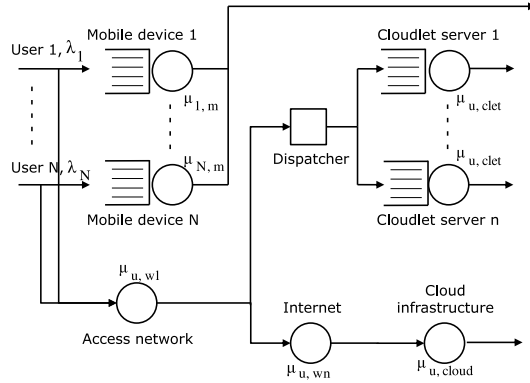 User 1, λ1
Mobile device 1
μ1, m
Cloudlet server 1
μu, clet
User N, λN
μN, m
Mobile device N
Dispatcher
μu, clet
Cloudlet server n
μu, wl
Access network
Internet
μu, wn
Cloud
infrastructure
μu, cloud